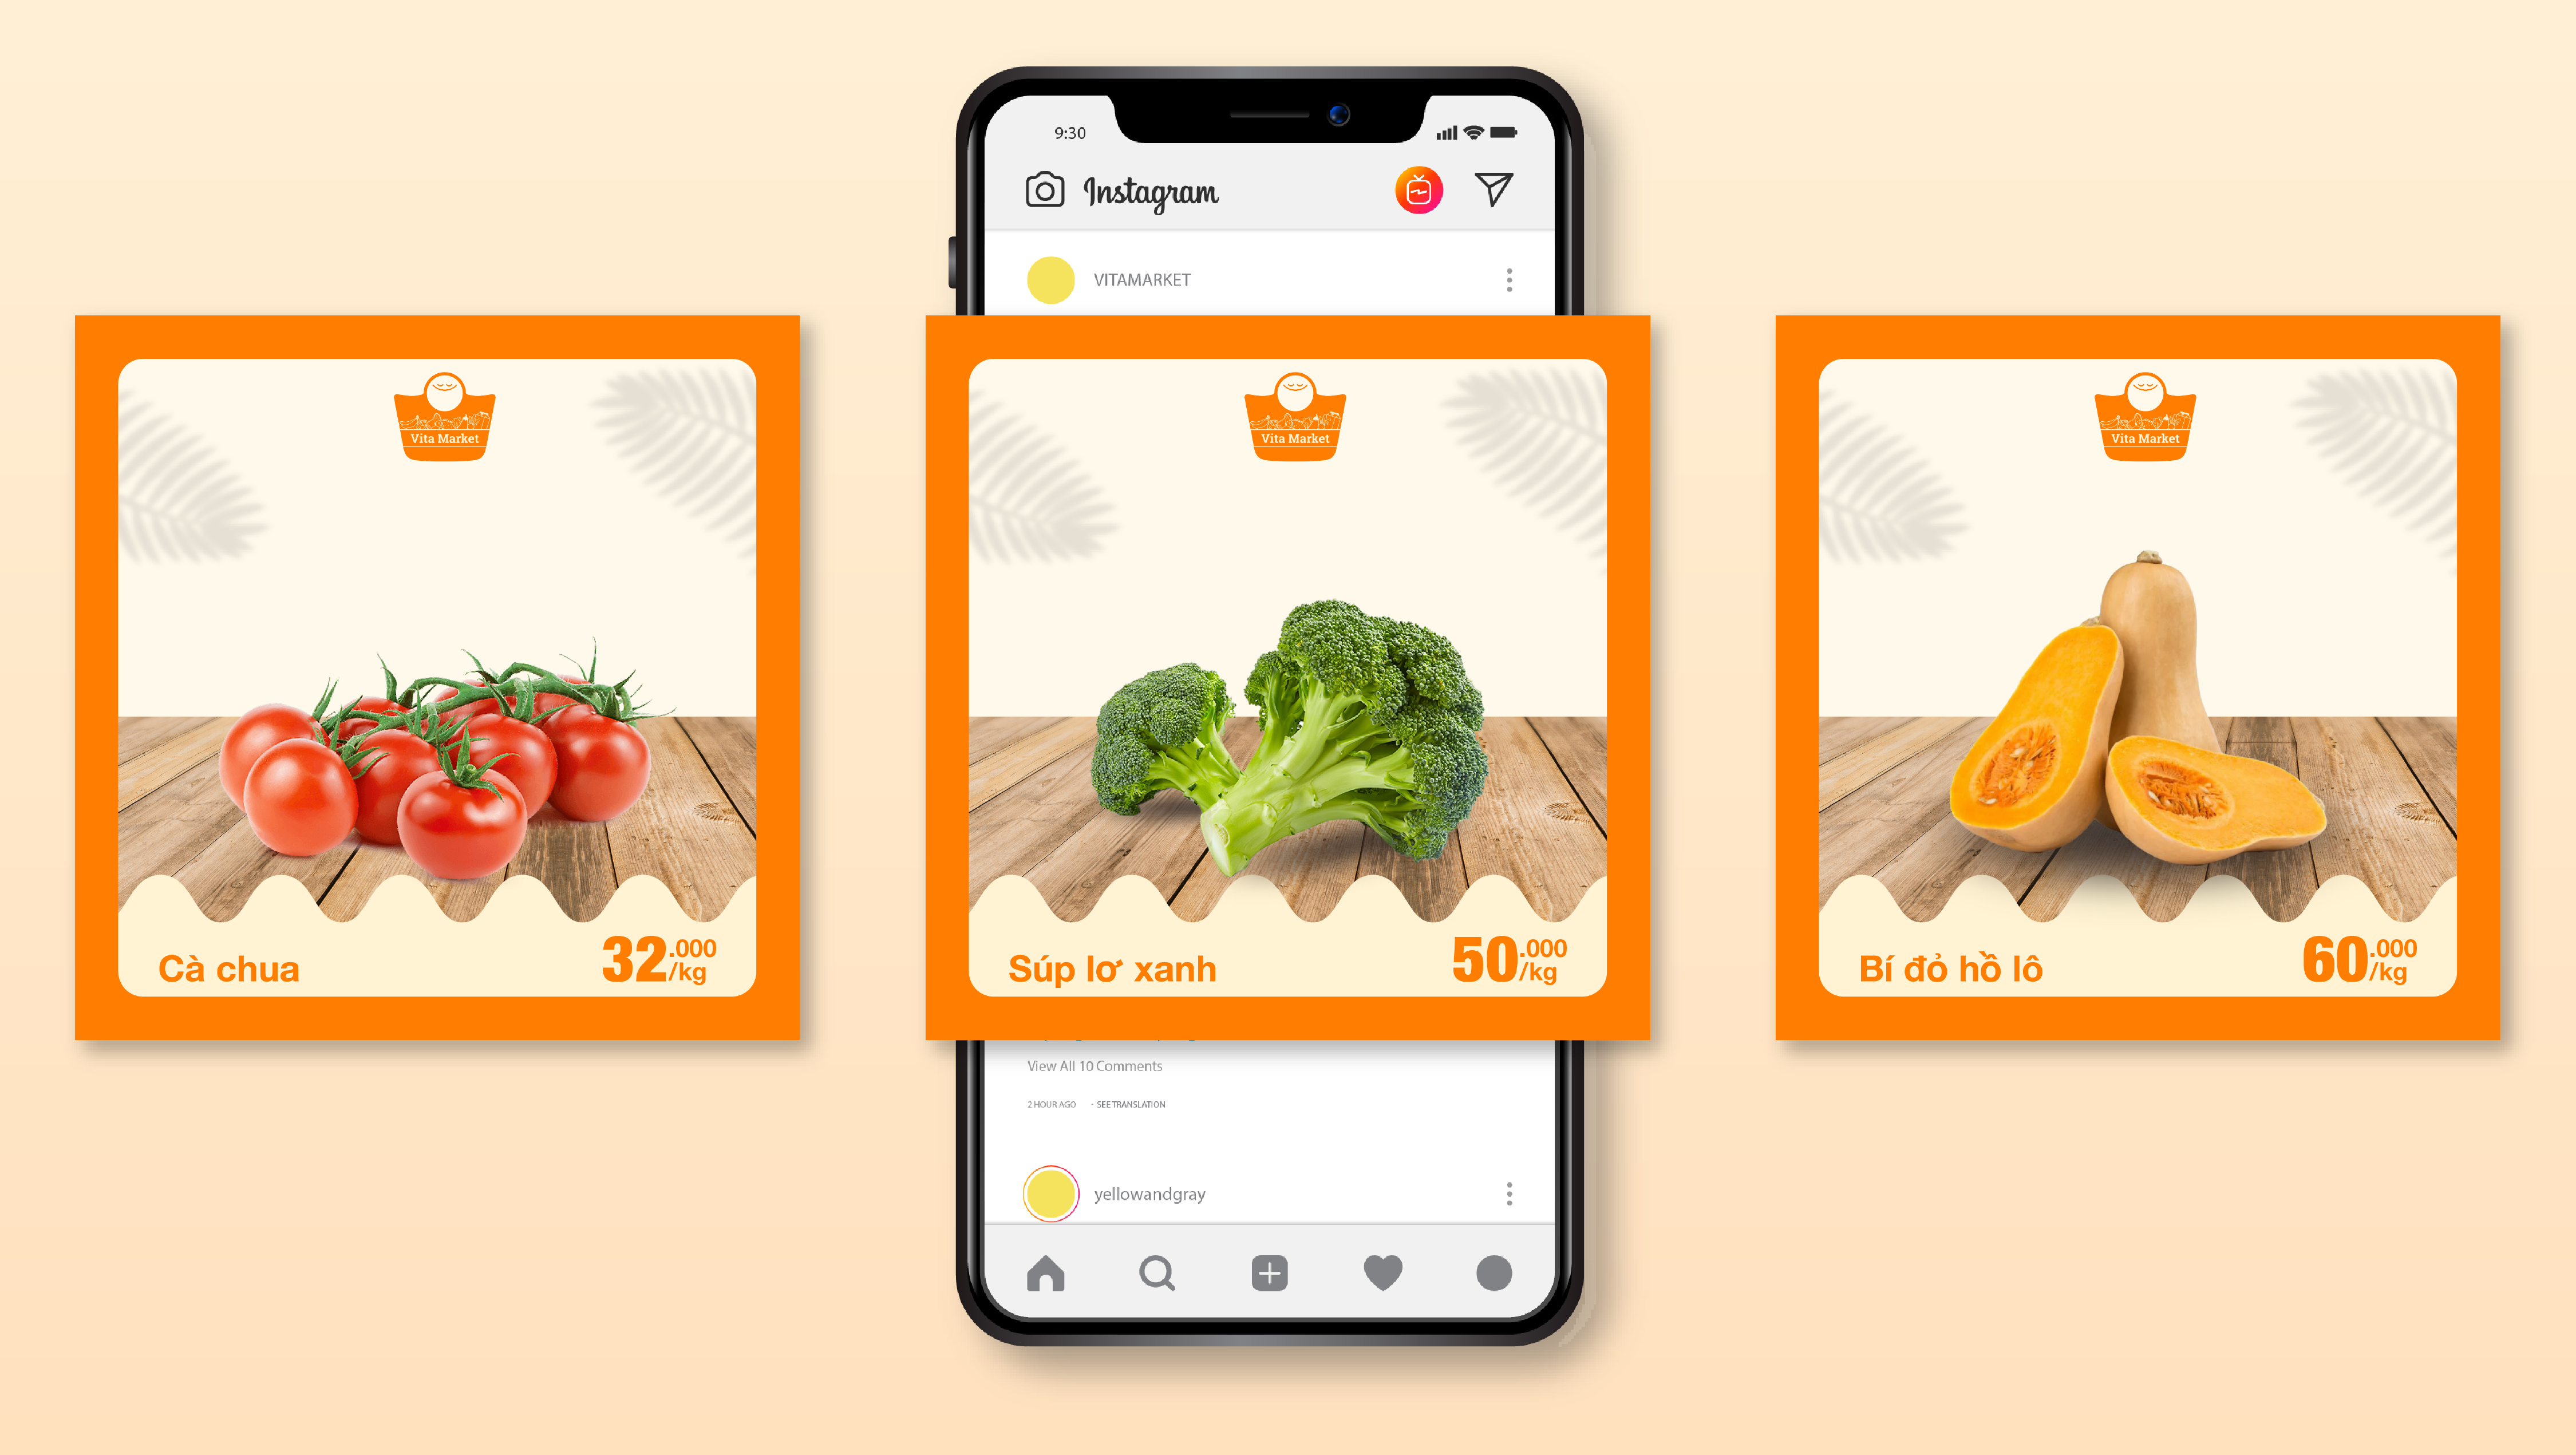 9:30
Instagram
VITAMARKET
Vita Market
Cà chua
32.000
/kg
Vita Market
Súp lơ xanh
50.000
/kg
Vita Market
Bí đỏ hồ lô
60.000
/kg
View All 10 Comments
2 HOUR AGO - SEE TRANSLATION
yellowandgray